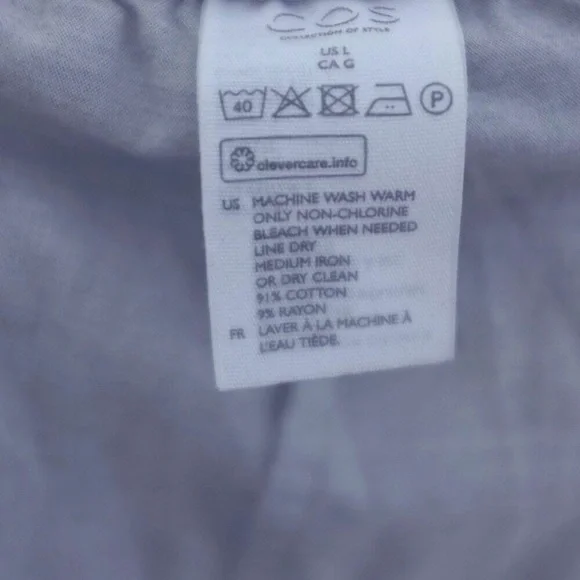 COS
COLLECTION OF STYLE
US L
CA G
40 P
clevercare.info
US MACHINE WASH WARM
ONLY NON-CHLORINE
BLEACH WHEN NEEDED
LINE DRY
MEDIUM IRON
OR DRY CLEAN
91% COTTON
9% RAYON
FR LAVER À LA MACHINE À
L'EAU TIÈDE.